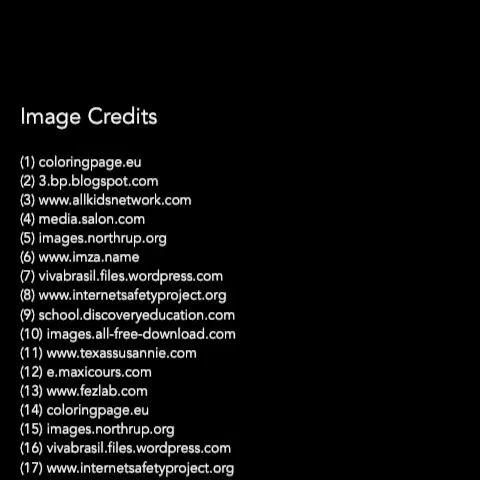 Image Credits
(1) coloringpage.eu
(2) 3.bp.blogspot.com
(3) www.allkidsnetwork.com
(4) media.salon.com
(5) images.northrup.org
(6) www.imza.name
(7) vivabrasil.files.wordpress.com
(8) www.internetsafetyproject.org
(9) school.discoveryeducation.com
(10) images.all-free-download.com
(11) www.texassusannie.com
(12) e.maxicours.com
(13) www.fezlab.com
(14) coloringpage.eu
(15) images.northrup.org
(16) vivabrasil.files.wordpress.com
(17) www.internetsafetyproject.org